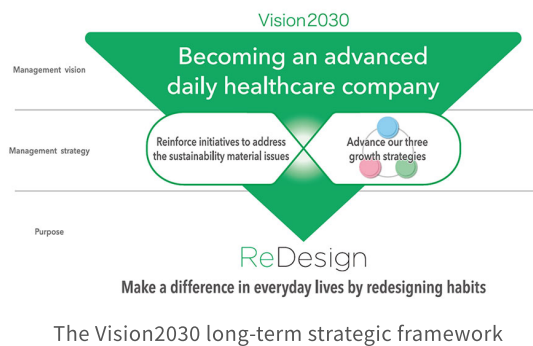 Vision2030
Management vision
Becoming an advanced
daily healthcare company
Management strategy
Reinforce initiatives to address
the sustainability material issues
Advance our three
growth strategies
Purpose
ReDesign
Make a difference in everyday lives by redesigning habits
The Vision2030 long-term strategic framework